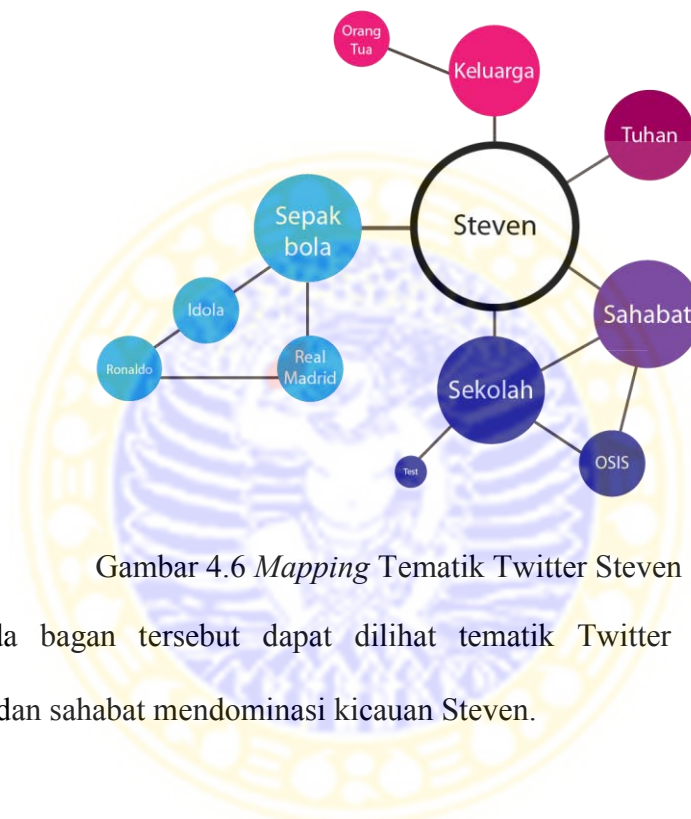 Orang
Tua
Keluarga
Tuhan
Steven
Sepak
bola
Idola
Sahabat
Real
Madrid
Ronaldo
Sekolah
OSIS
Test
Gambar 4.6 Mapping Tematik Twitter Steven
bagan tersebut dapat dilihat tematik Twitter
dan sahabat mendominasi kicauan Steven.